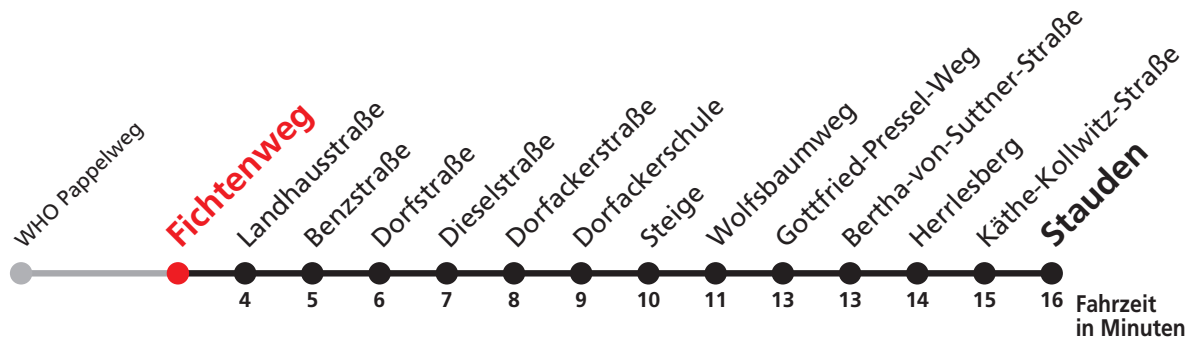 WHO Pappelweg
Fichtenweg
Landhausstraße
Benzstraße
Dorfstraße
Dieselstraße
Dorfackerstraße
Dorfackerschule
Steige
Wolfsbaumweg
Gottfried-Pressel-Weg
Bertha-von-Suttner-Straße
Herrlesberg
Käthe-Kollwitz-Straße
Stauden
4 5 6 7 8 9 10 11 13 13 14 15 16
Fahrzeit
in Minuten